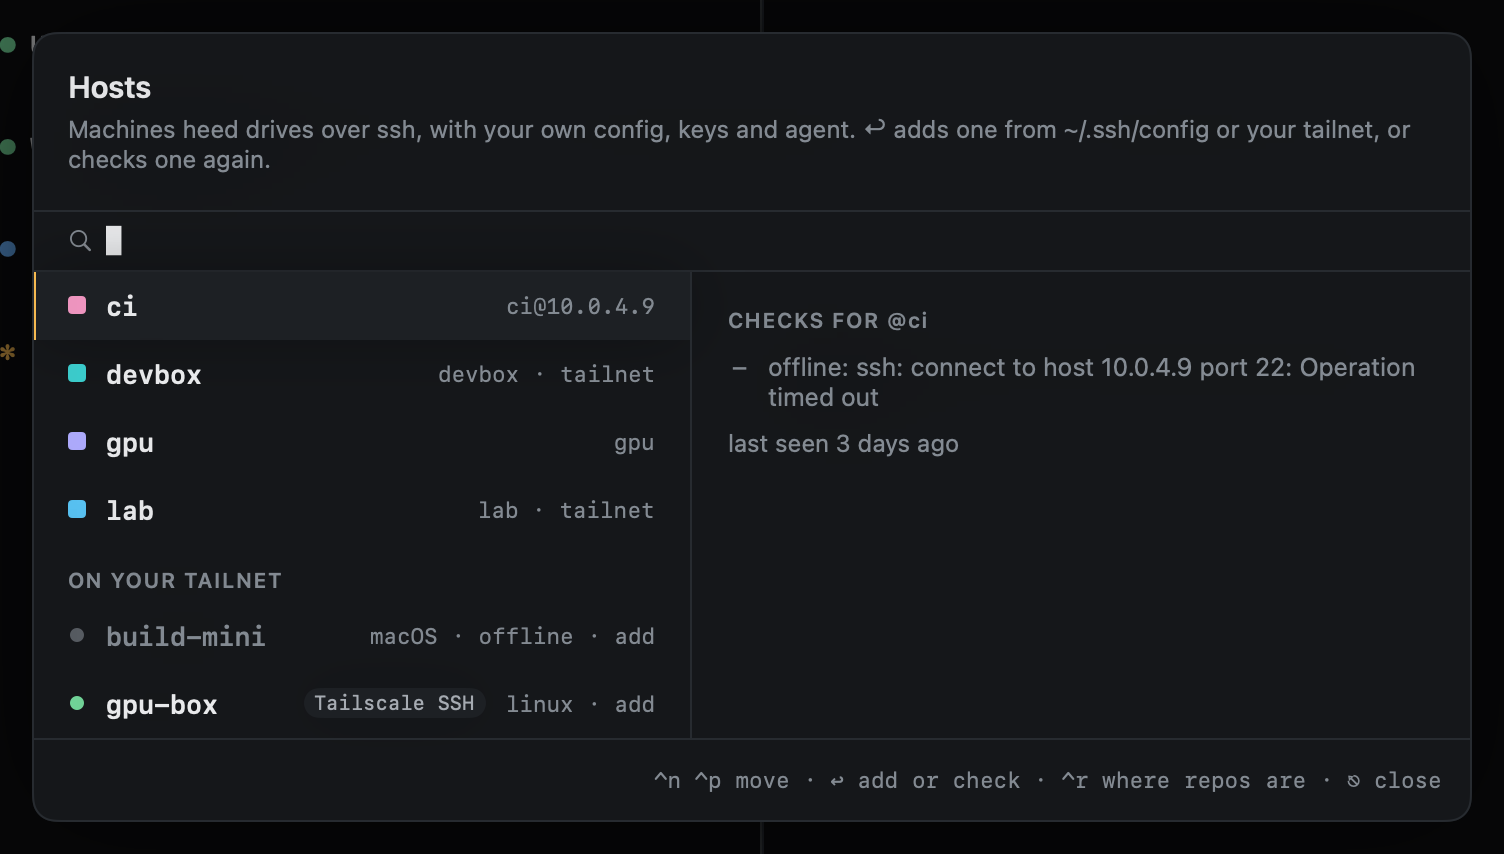 Hosts
Machines heed drives over ssh, with your own config, keys and agent. ↩ adds one from ~/.ssh/config or your tailnet, or
checks one again.
ci ci@10.0.4.9
devbox devbox · tailnet
gpu gpu
lab lab · tailnet
ON YOUR TAILNET
build-mini macOS · offline · add
gpu-box Tailscale SSH linux · add
CHECKS FOR @ci
– offline: ssh: connect to host 10.0.4.9 port 22: Operation
timed out
last seen 3 days ago
^n ^p move · ↩ add or check · ^r where repos are · ⎋ close